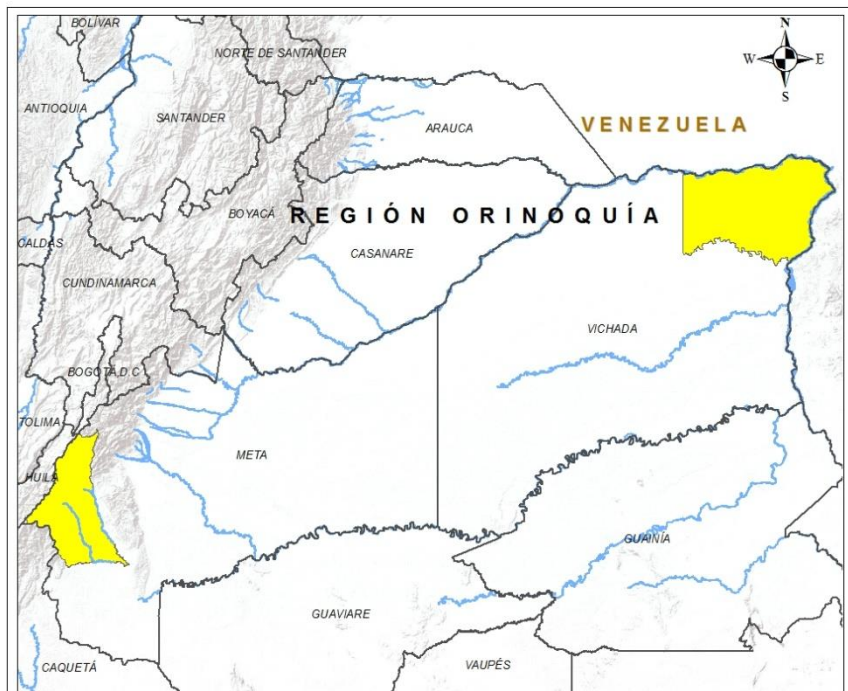 BOLÍVAR
N
NORTE DE SANTANDER
W E
S
ANTIOQUIA
SANTANDER
ARAUCA
VENEZUELA
BOYACÁ
REGIÓN ORINOQUÍA
CALDAS
CASANARE
CUNDINAMARCA
VICHADA
BOGOTÁ D.C
TOLIMA
META
HUILA
GUAINÍA
GUAVIARE
CAQUETÁ
VAUPÉS